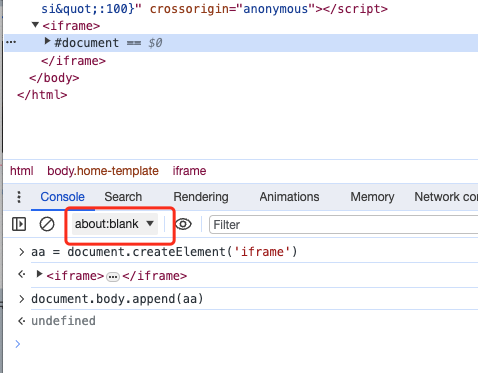 si&quot;:100}" crossorigin="anonymous"></script>
<iframe>
… #document == $0
</iframe>
</body>
</html>
html body.home-template iframe
Console Search Rendering Animations Memory Network con
about:blank Filter
aa = document.createElement('iframe')
<iframe>…</iframe>
document.body.append(aa)
undefined